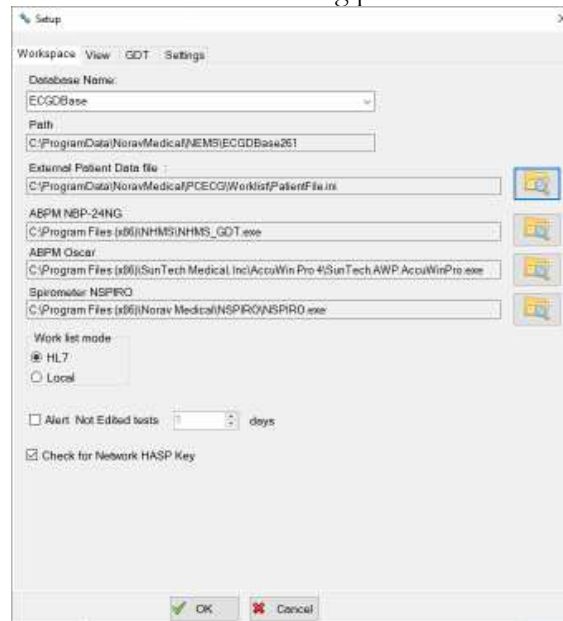 Setup
Workspace View GDT Settings
Database Name:
ECGDBase
Path
C:\ProgramData\NoravMedical\NEMS\ECGDBase261
External Patient Data file :
C:\ProgramData\NoravMedical\PCECG\Worklist\PatientFile.ini
ABPM NBP-24NG
C:\Program Files (x86)\NHMS\NHMS_GDT.exe
ABPM Oscar
C:\Program Files (x86)\SunTech Medical, Inc\AccuWin Pro 4\SunTech.AWP.AccuWinPro.exe
Spirometer NSPIRO
C:\Program Files (x86)\Norav Medical\NSPIRO\NSPIRO.exe
Work list mode
HL7
Local
Alert Not Edited tests days
Check for Network HASP Key
OK Cancel